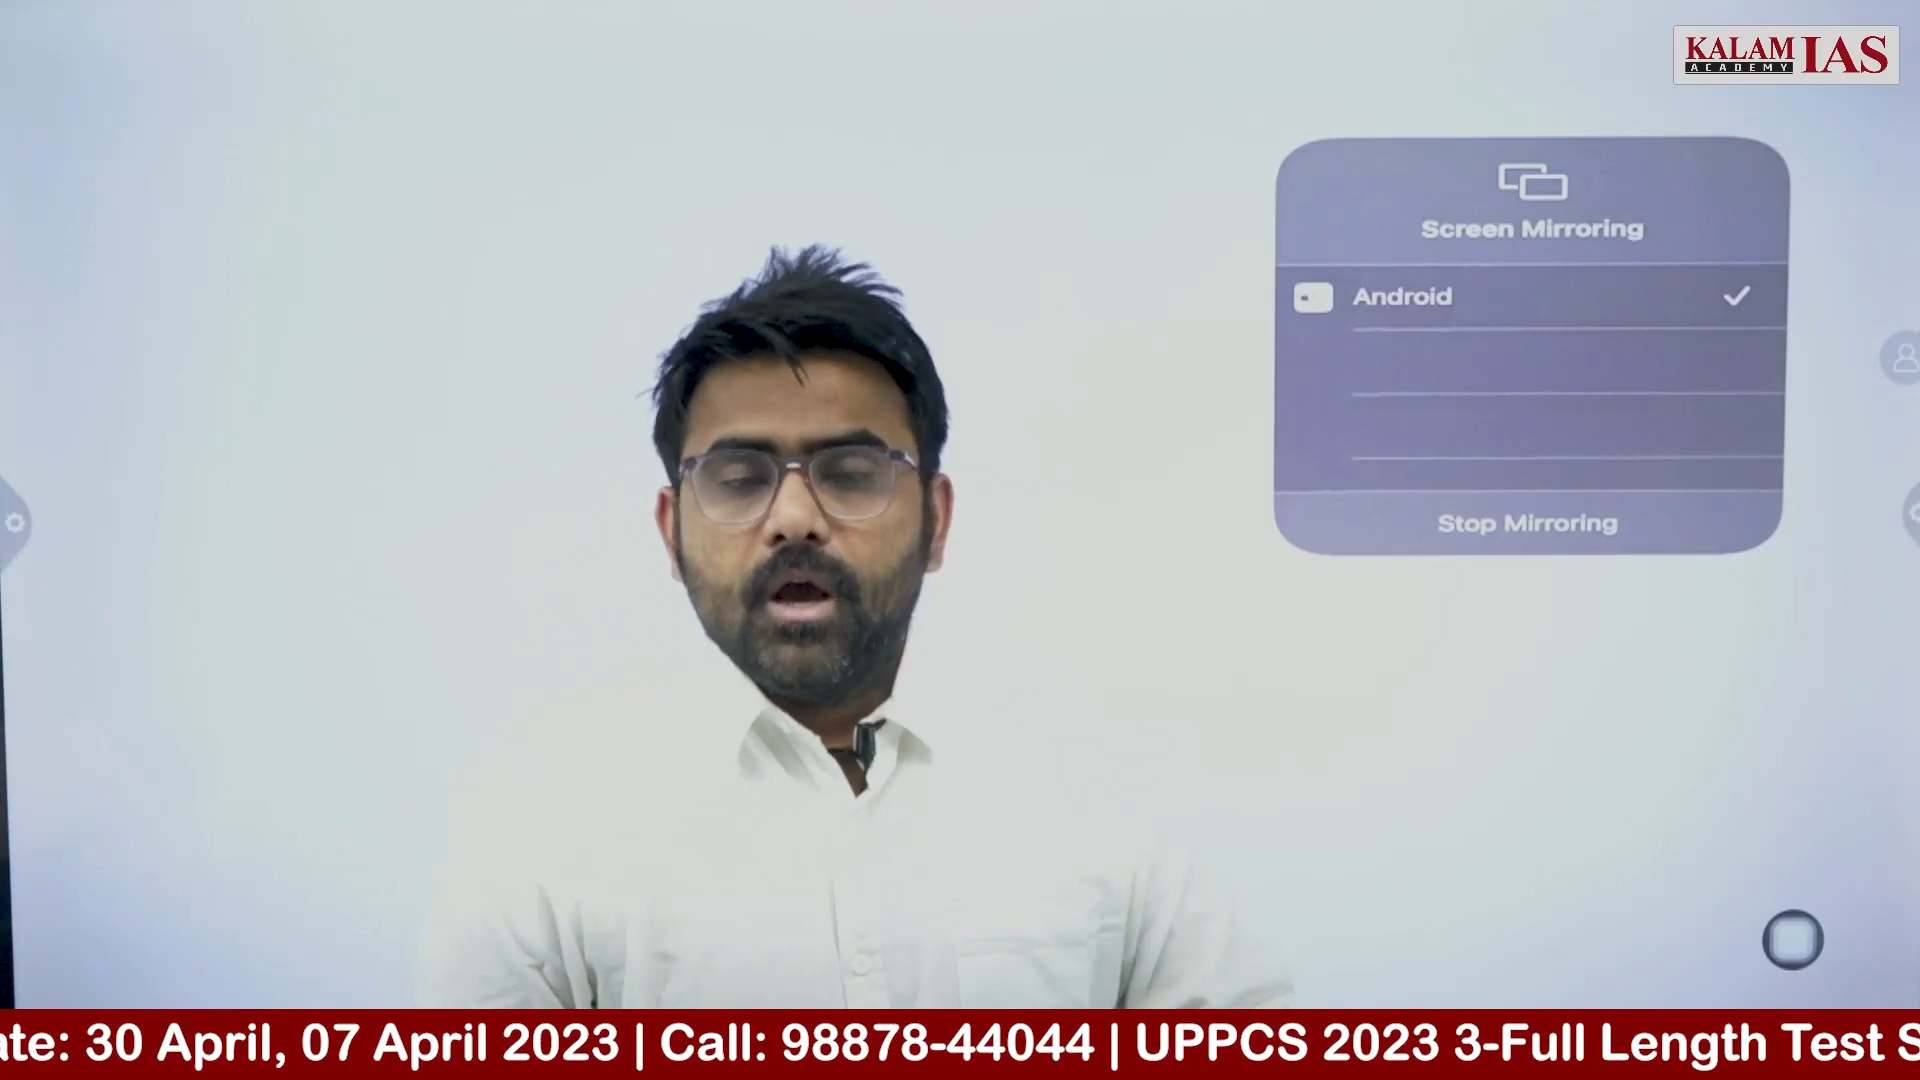 KALAM IAS
ACADEMY
Screen Mirroring
Android
Stop Mirroring
ate: 30 April, 07 April 2023 | Call: 98878-44044 | UPPCS 2023 3-Full Length Test S